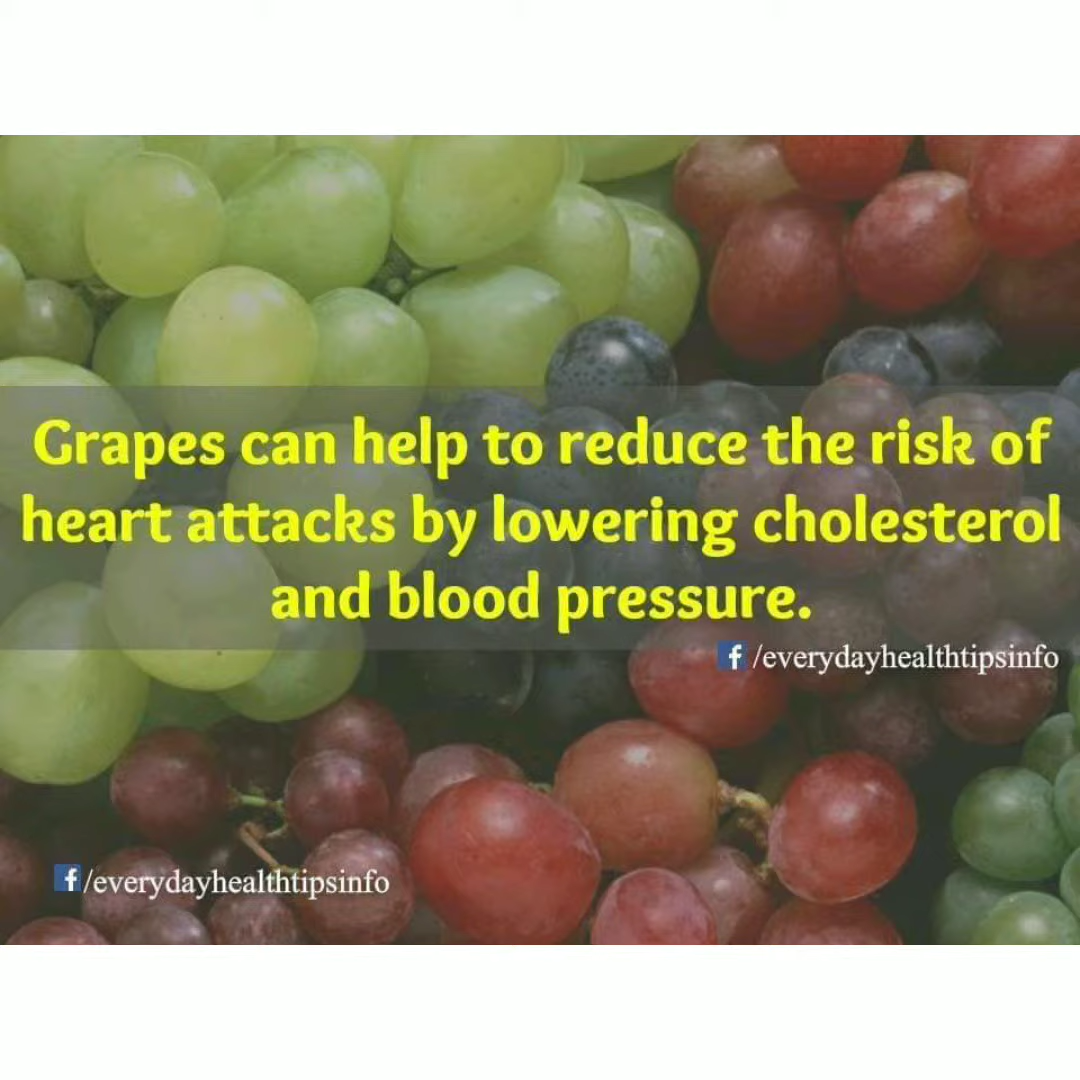 Grapes can help to reduce the risk of
heart attacks by lowering cholesterol
and blood pressure.
f /everydayhealthtipsinfo
f /everydayhealthtipsinfo